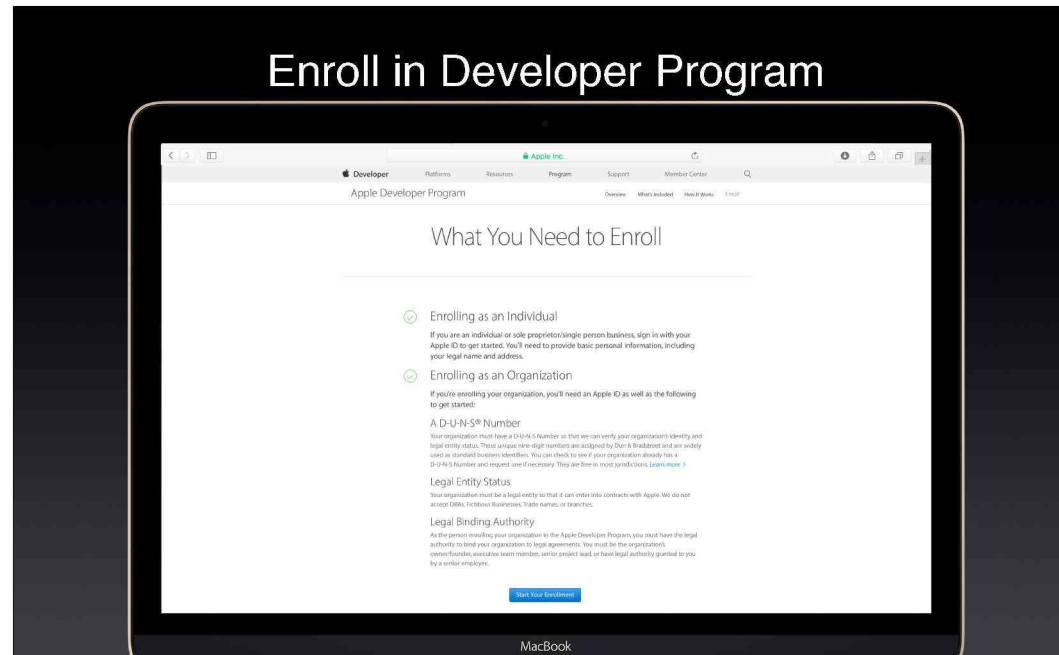 Enroll in Developer Program
Apple Inc.
Developer Platforms Resources Program Support Member Center
Apple Developer Program Overview What's Included How It Works Enroll
What You Need to Enroll
Enrolling as an Individual
If you are an individual or sole proprietor/single person business, sign in with your
Apple ID to get started. You'll need to provide basic personal information, including
your legal name and address.
Enrolling as an Organization
If you're enrolling your organization, you'll need an Apple ID as well as the following
to get started:
A D-U-N-S® Number
Your organization must have a D-U-N-S Number so that we can verify your organization's identity and
legal entity status. These unique nine-digit numbers are assigned by Dun & Bradstreet and are widely
used as standard business identifiers. You can check to see if your organization already has a
D-U-N-S Number and request one if necessary. They are free in most jurisdictions. Learn more >
Legal Entity Status
Your organization must be a legal entity so that it can enter into contracts with Apple. We do not
accept DBAs, Fictitious Businesses, Trade names, or branches.
Legal Binding Authority
As the person enrolling your organization in the Apple Developer Program, you must have the legal
authority to bind your organization to legal agreements. You must be the organization's
owner/founder, executive team member, senior project lead, or have legal authority granted to you
by a senior employee.
Start Your Enrollment
MacBook